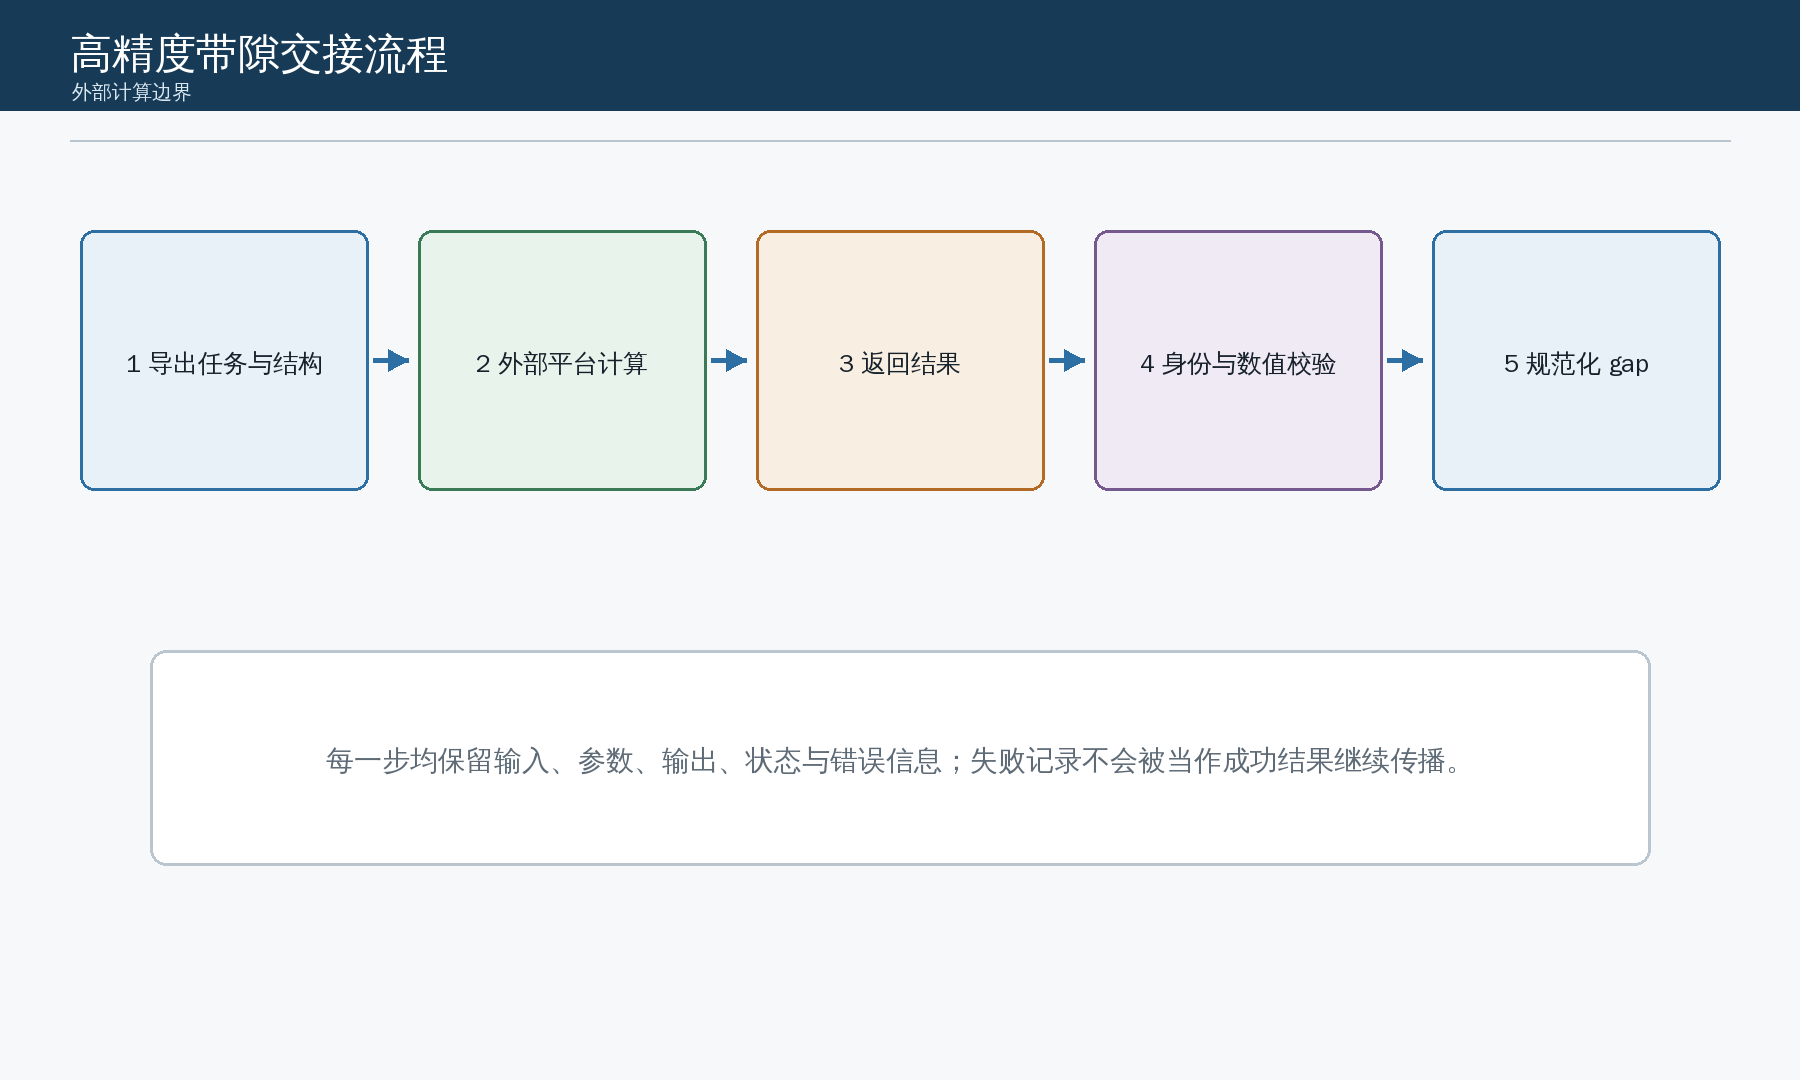 高精度带隙交接流程
外部计算边界
1 导出任务与结构
2 外部平台计算
3 返回结果
4 身份与数值校验
5 规范化 gap
每一步均保留输入、参数、输出、状态与错误信息；失败记录不会被当作成功结果继续传播。